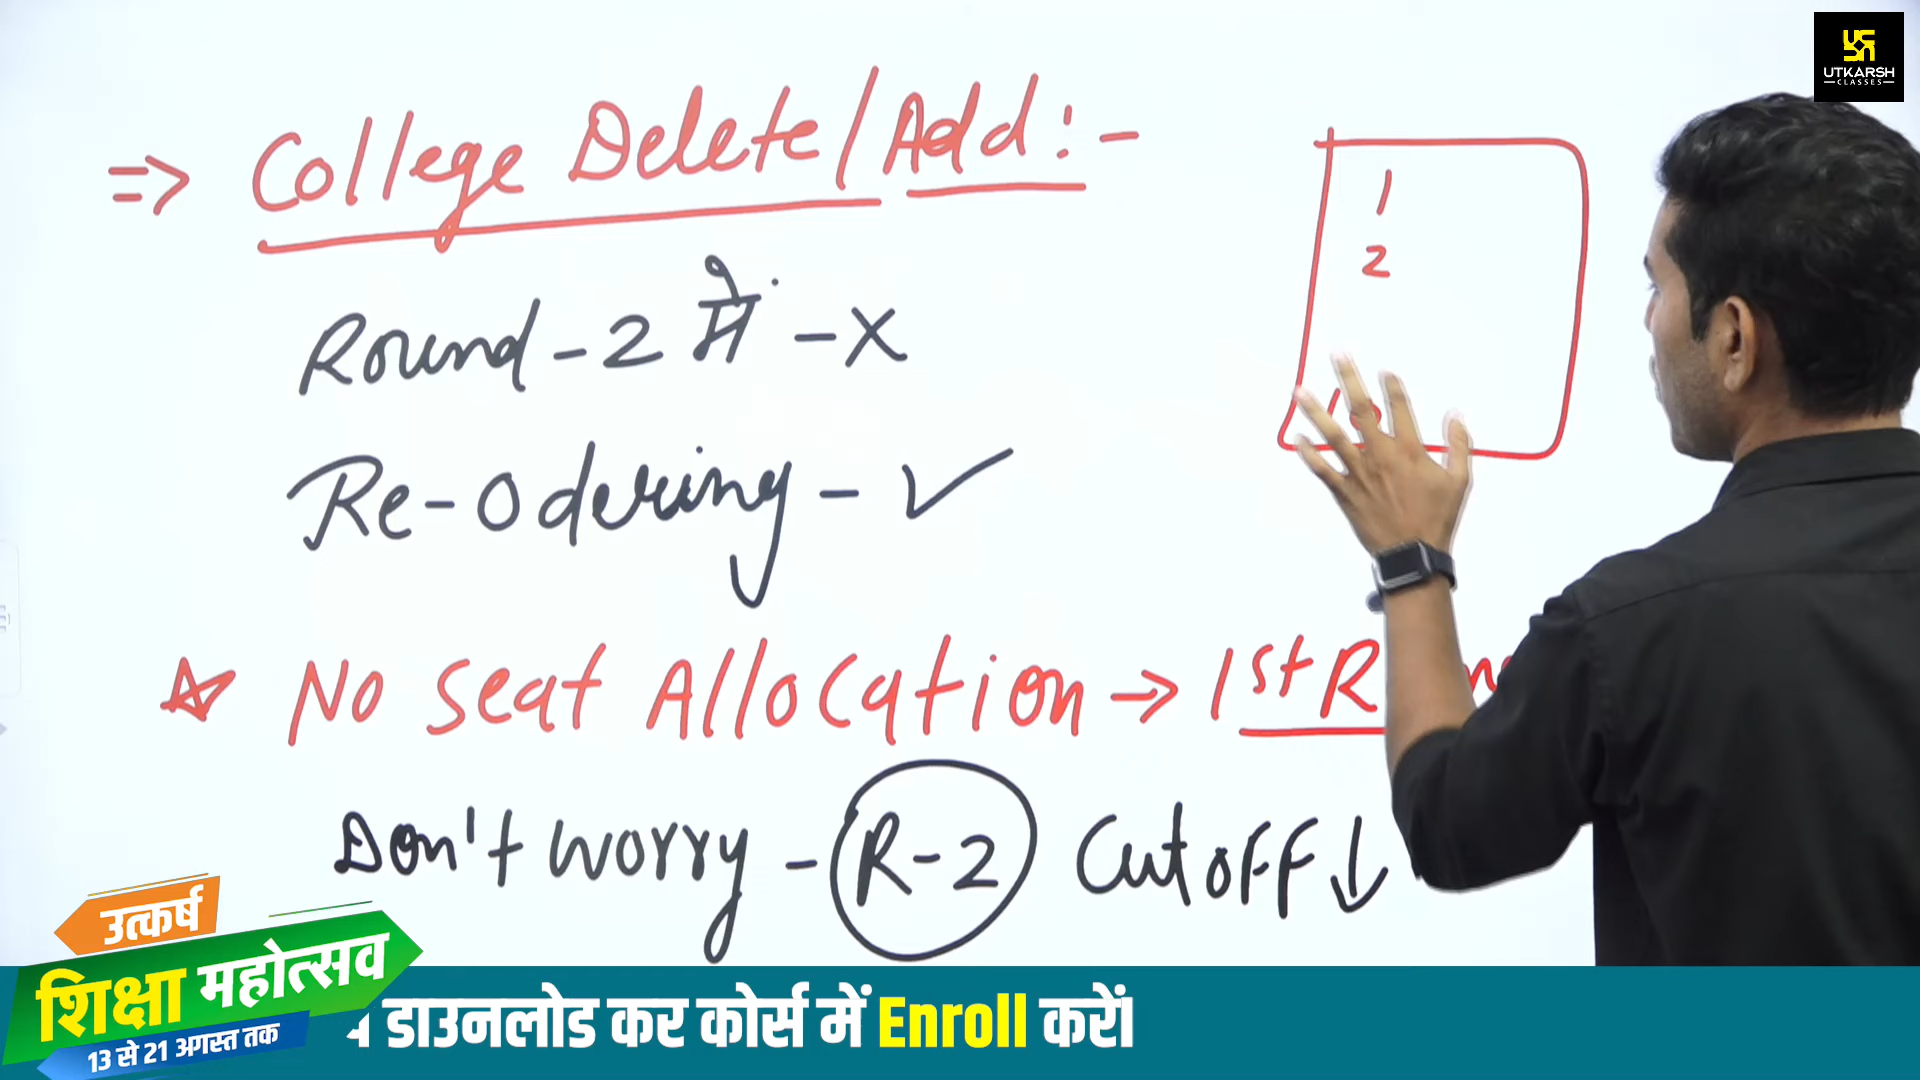 UTKARSH
CLASSES
=> College Delete/Add:-
1
2
Round-2 में - X
Re-Odering - ✓
☆ No Seat Allocation → 1st
Don't worry - R-2 Cutoff ↓
उत्कर्ष
शिक्षा महोत्सव
13 से 21 अगस्त तक
डाउनलोड कर कोर्स में Enroll करें।